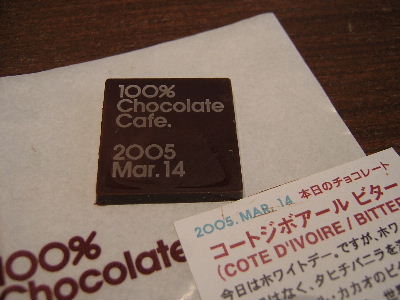 100%
Chocolate
Cafe.
2005
Mar.14
100%
Chocolate
2005. MAR. 14 本日のチョコレート
コートジボアール ビター
(COTE D'IVOIRE / BITTER
今日はホワイトデー。ですが、ホワ
はなく、タヒチバニラを
カカオのビ